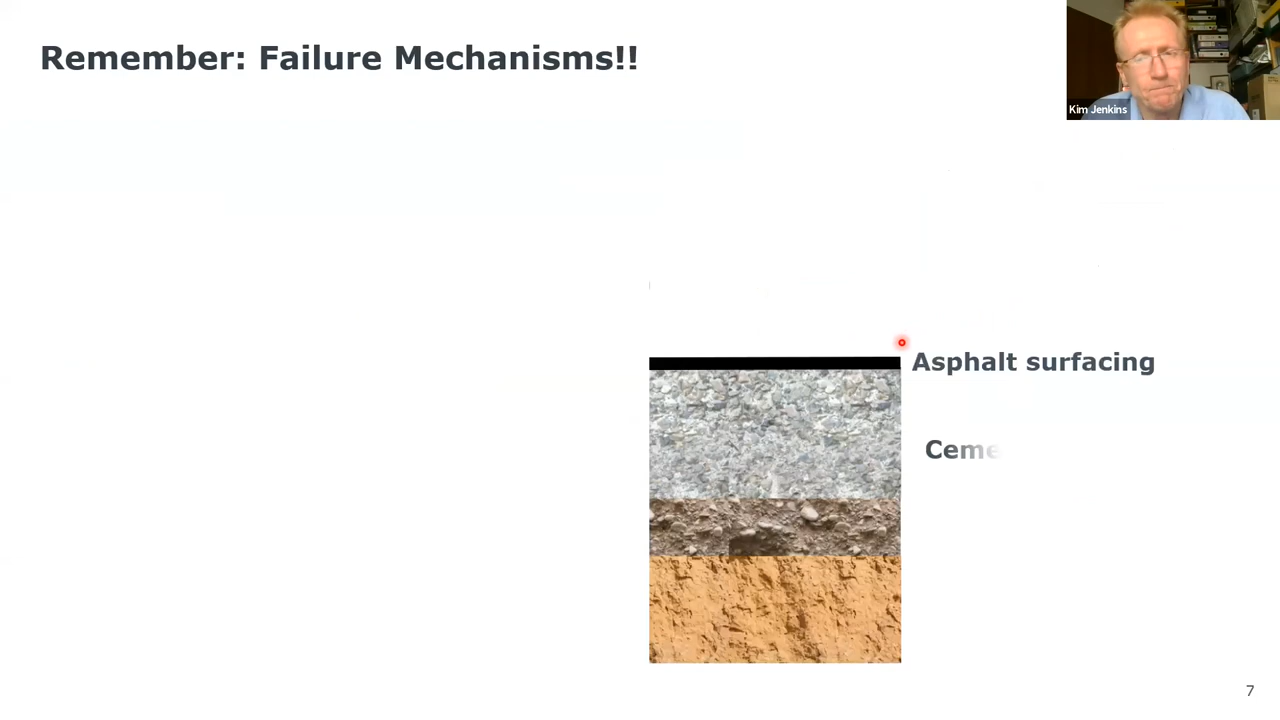 Remember: Failure Mechanisms!!
Kim Jenkins
Asphalt surfacing
Ceme
7